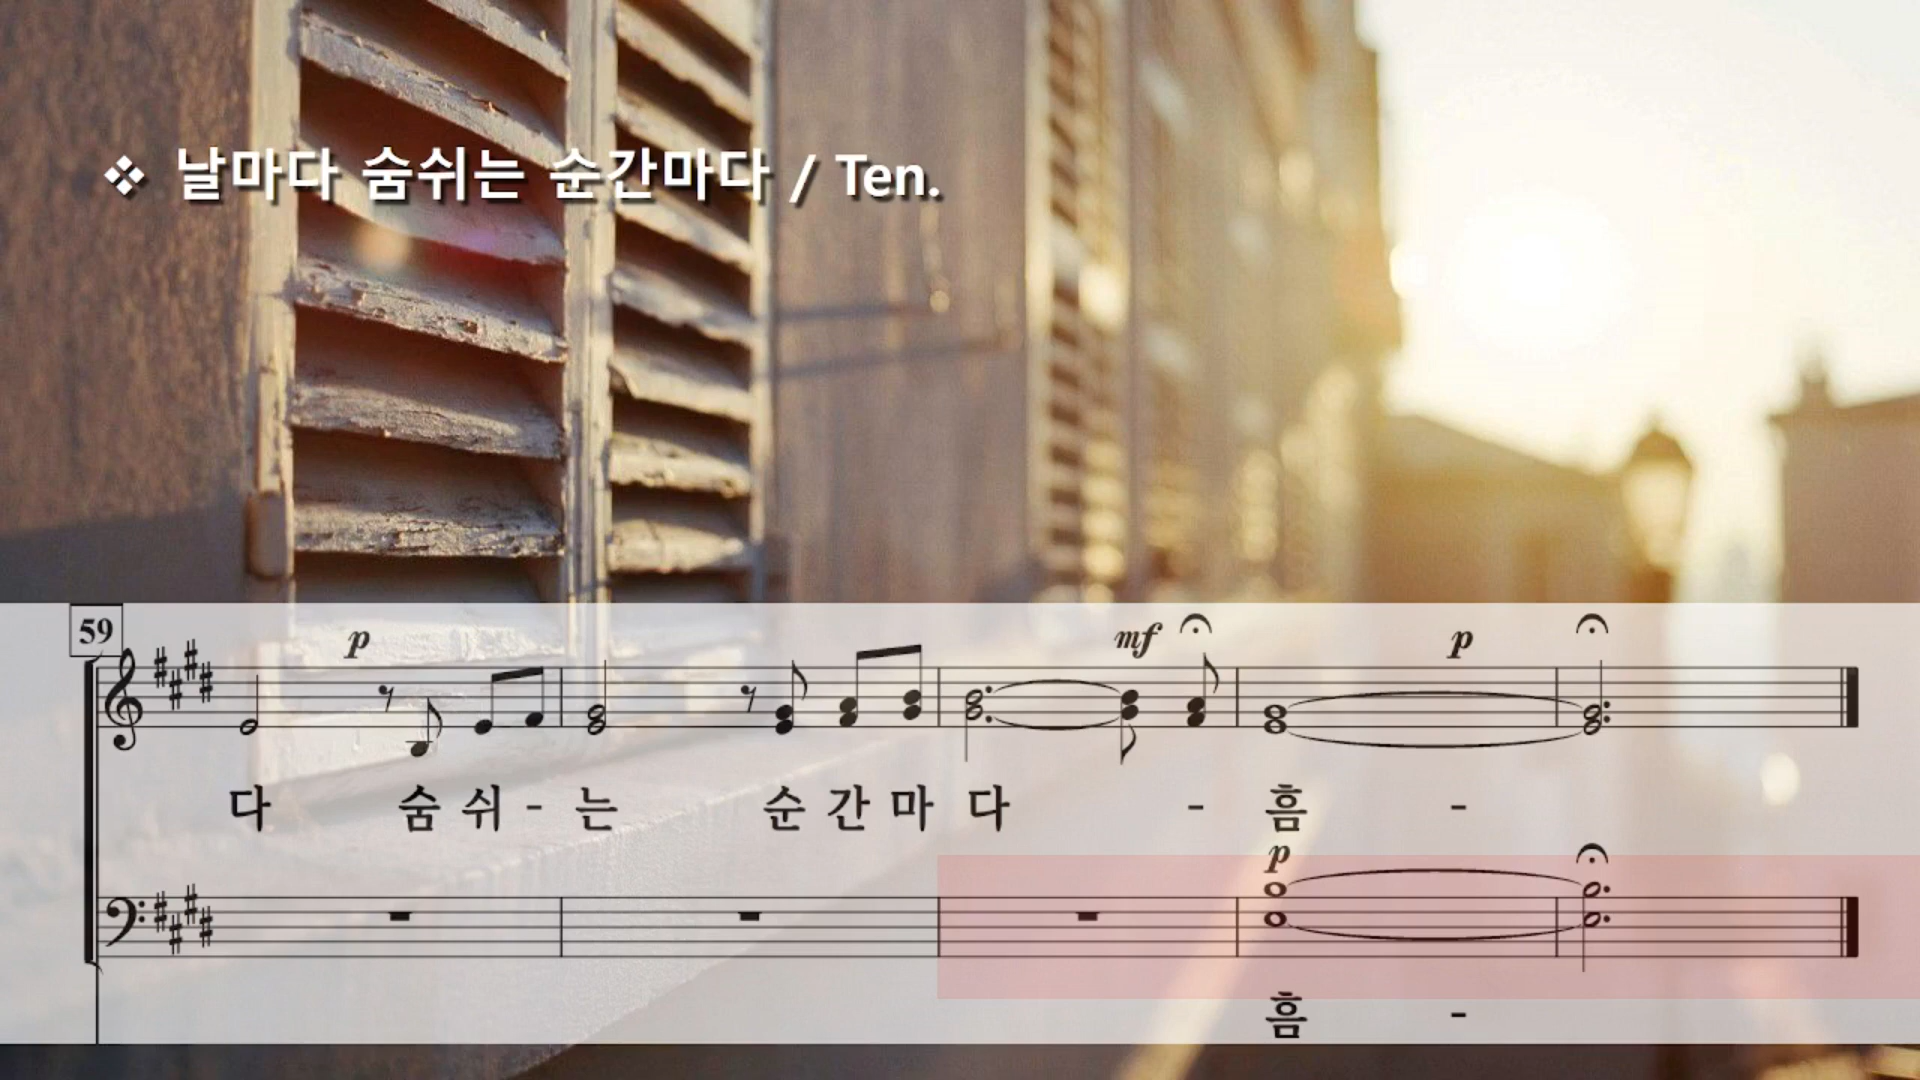 ❖ 날마다 숨쉬는 순간마다 / Ten.
59
p mf p
다 숨 쉬 - 는 순 간 마 다 - 흠 -
p
흠 -